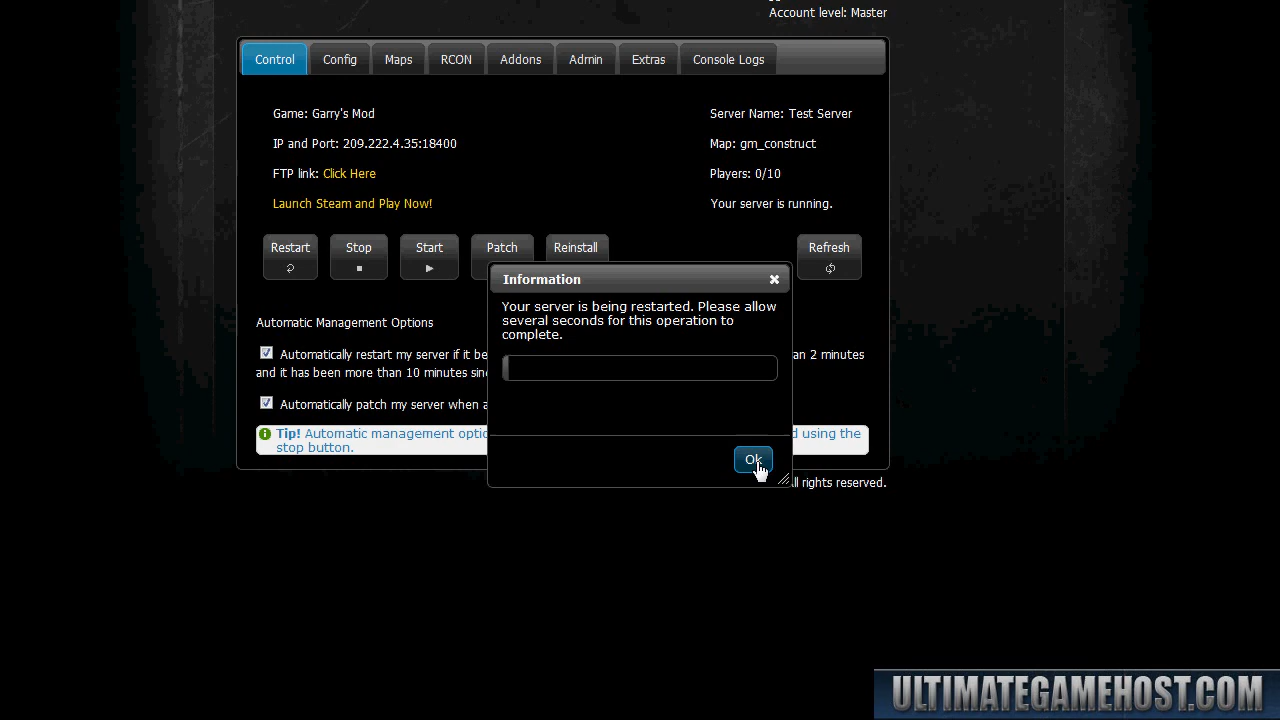 Account level: Master
Control Config Maps RCON Addons Admin Extras Console Logs
Game: Garry's Mod
Server Name: Test Server
IP and Port: 209.222.4.35:18400
Map: gm_construct
FTP link: Click Here
Players: 0/10
Launch Steam and Play Now!
Your server is running.
Restart Stop Start Patch Reinstall Refresh
Information
Your server is being restarted. Please allow
several seconds for this operation to
complete.
Ok
Automatic Management Options
Automatically restart my server if it
2 minutes
and it has been more than 10 minutes
Automatically patch my server when
Tip! Automatic management
using the
stop button.
rights reserved.
ULTIMATEGAMEHOST.COM